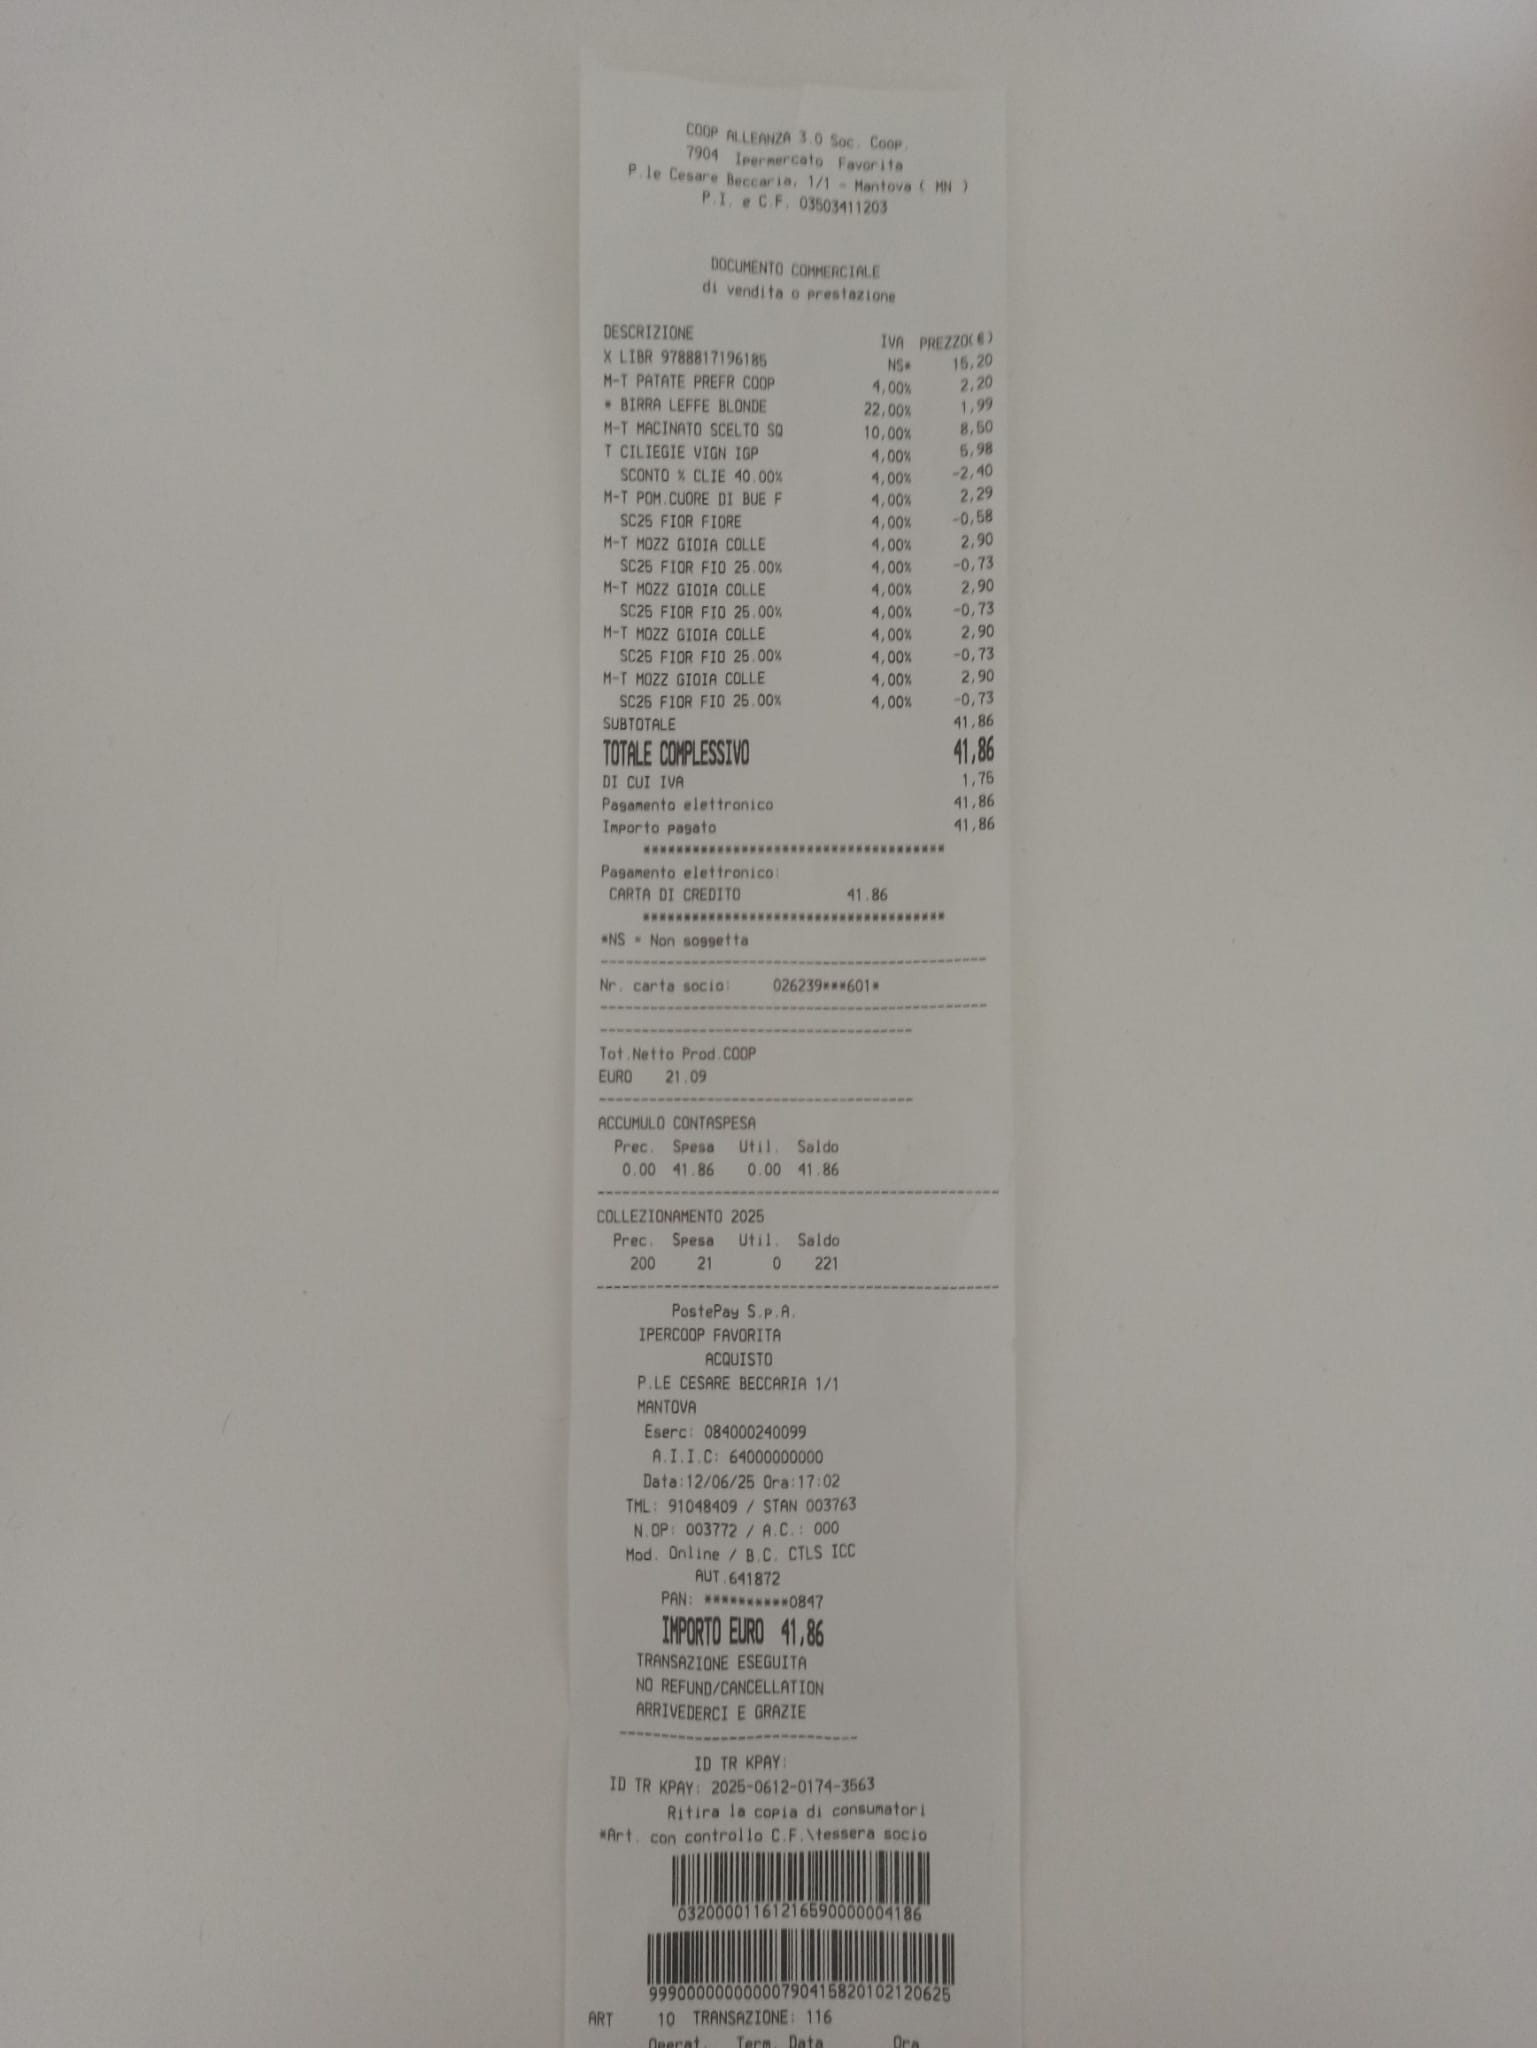 COOP ALLEANZA 3.0 Soc. Coop.
7904 Ipermercato Favorita
P.le Cesare Beccaria, 1/1 - Mantova ( MN )
P.I. e C.F. 03503411203
DOCUMENTO COMMERCIALE
di vendita o prestazione
DESCRIZIONE IVA PREZZO(€)
X LIBR 9788817196185 NS* 15,20
M-T PATATE PREFR COOP 4,00% 2,20
* BIRRA LEFFE BLONDE 22,00% 1,99
M-T MACINATO SCELTO SQ 10,00% 8,50
T CILIEGIE VIGN IGP 4,00% 5,98
SCONTO % CLIE 40.00% 4,00% -2,40
M-T POM.CUORE DI BUE F 4,00% 2,29
SC25 FIOR FIORE 4,00% -0,58
M-T MOZZ GIOIA COLLE 4,00% 2,90
SC25 FIOR FIO 25.00% 4,00% -0,73
M-T MOZZ GIOIA COLLE 4,00% 2,90
SC25 FIOR FIO 25.00% 4,00% -0,73
M-T MOZZ GIOIA COLLE 4,00% 2,90
SC25 FIOR FIO 25.00% 4,00% -0,73
M-T MOZZ GIOIA COLLE 4,00% 2,90
SC25 FIOR FIO 25.00% 4,00% -0,73
SUBTOTALE 41,86
TOTALE COMPLESSIVO 41,86
DI CUI IVA 1,75
Pagamento elettronico 41,86
Importo pagato 41,86
*************************************
Pagamento elettronico:
CARTA DI CREDITO 41.86
*************************************
*NS = Non soggetta
-----------------------------------------------
Nr. carta socio: 026239***601*
-----------------------------------------------
--------------------------------------
Tot.Netto Prod.COOP
EURO 21.09
--------------------------------------
ACCUMULO CONTASPESA
Prec. Spesa Util. Saldo
0.00 41.86 0.00 41.86
-------------------------------------------------
COLLEZIONAMENTO 2025
Prec. Spesa Util. Saldo
200 21 0 221
-------------------------------------------------
PostePay S.p.A.
IPERCOOP FAVORITA
ACQUISTO
P.LE CESARE BECCARIA 1/1
MANTOVA
Eserc: 084000240099
A.I.I.C: 64000000000
Data:12/06/25 Ora:17:02
TML: 91048409 / STAN 003763
N.OP: 003772 / A.C.: 000
Mod. Online / B.C. CTLS ICC
AUT.641872
PAN: **********0847
IMPORTO EURO 41,86
TRANSAZIONE ESEGUITA
NO REFUND/CANCELLATION
ARRIVEDERCI E GRAZIE
-----------------------------
ID TR KPAY:
ID TR KPAY: 2025-0612-0174-3563
Ritira la copia di consumatori
*Art. con controllo C.F.\tessera socio
03200001161216590000004186
9990000000000079041582010212​0625
ART 10 TRANSAZIONE: 116
Operat. Term. Data Ora